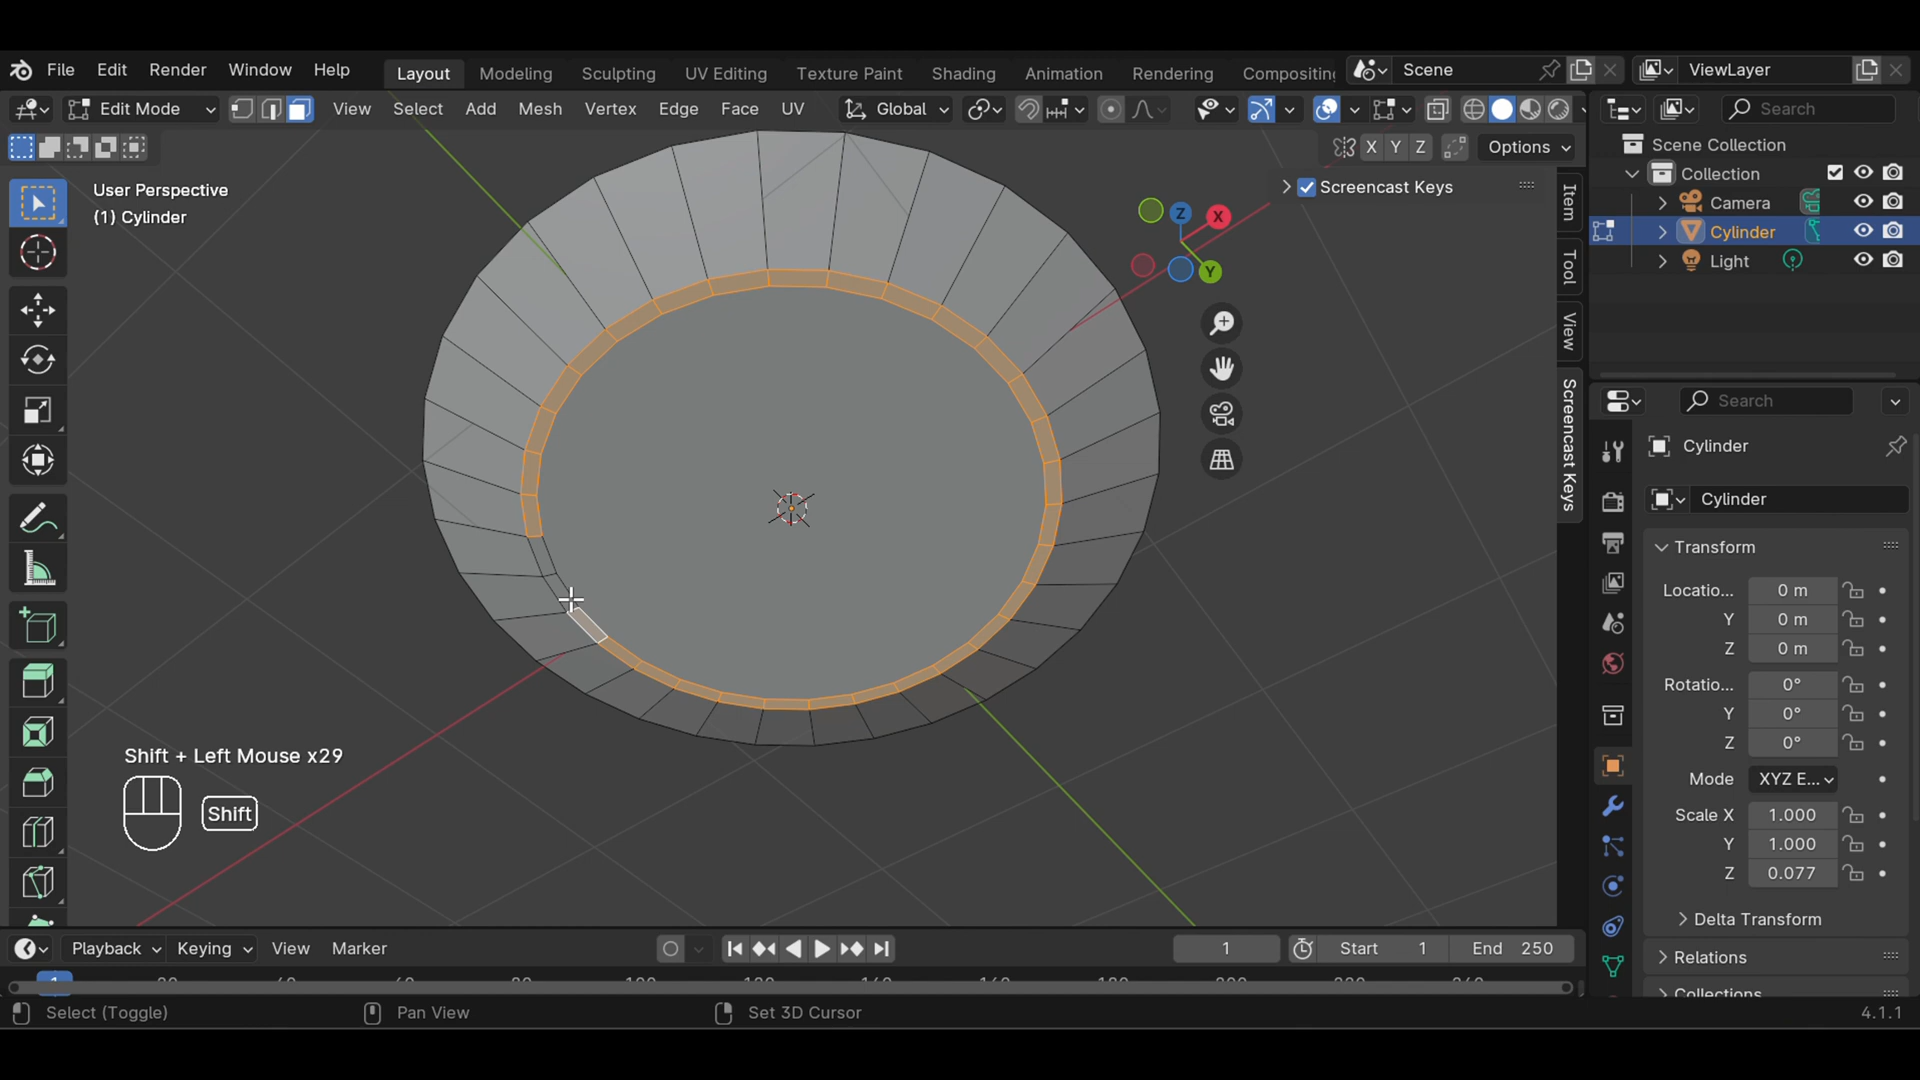 File Edit Render Window Help Layout Modeling Sculpting UV Editing Texture Paint Shading Animation Rendering Scene ViewLayer
Edit Mode View Select Add Mesh Vertex Edge Face UV Global Search
X Y Z Options
Scene Collection
Collection
Camera
Cylinder
Light
User Perspective
(1) Cylinder
Screencast Keys
Z X Y
Item
Tool
View
Screencast Keys
Search
Cylinder
Cylinder
Transform
Locatio... 0 m
Y 0 m
Z 0 m
Rotatio... 0°
Y 0°
Z 0°
Mode XYZ E...
Scale X 1.000
Y 1.000
Z 0.077
Delta Transform
Relations
Shift + Left Mouse x29
Shift
Playback Keying View Marker 1 Start 1 End 250
1
Select (Toggle) Pan View Set 3D Cursor 4.1.1